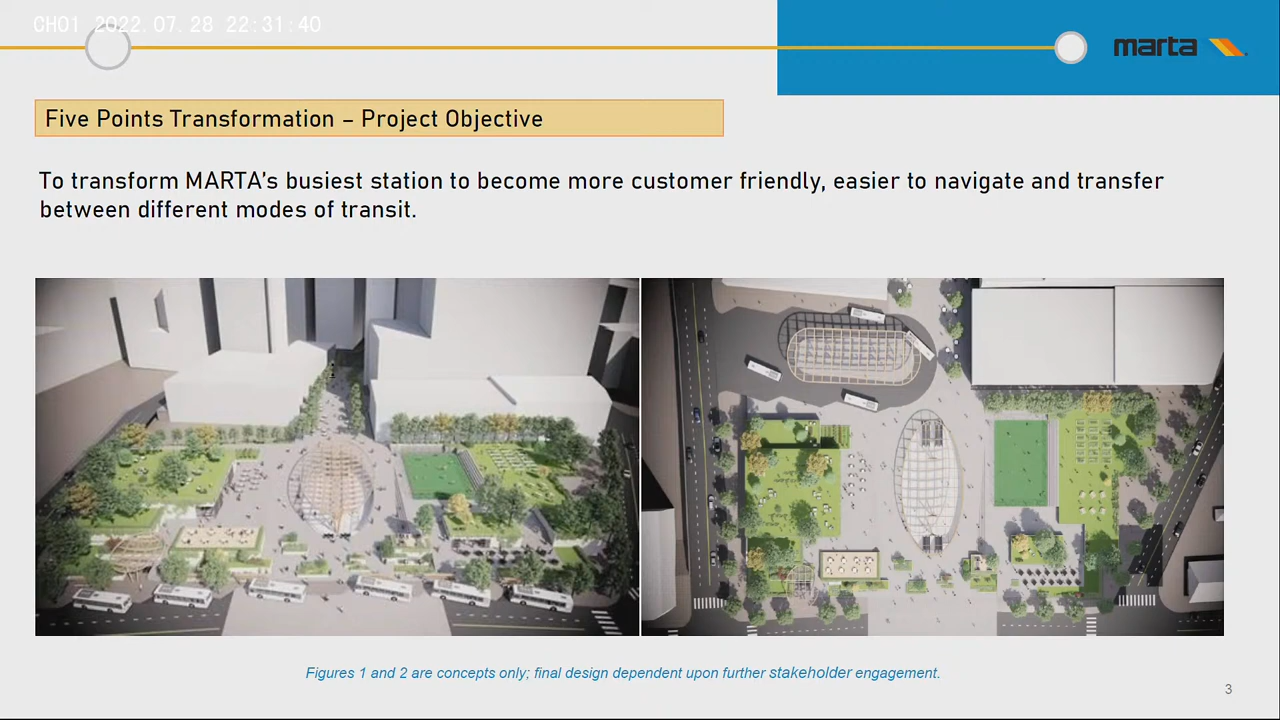 CH01 2022.07.28 22:31:40
marta
Five Points Transformation – Project Objective
To transform MARTA's busiest station to become more customer friendly, easier to navigate and transfer
between different modes of transit.
Figures 1 and 2 are concepts only; final design dependent upon further stakeholder engagement.
3